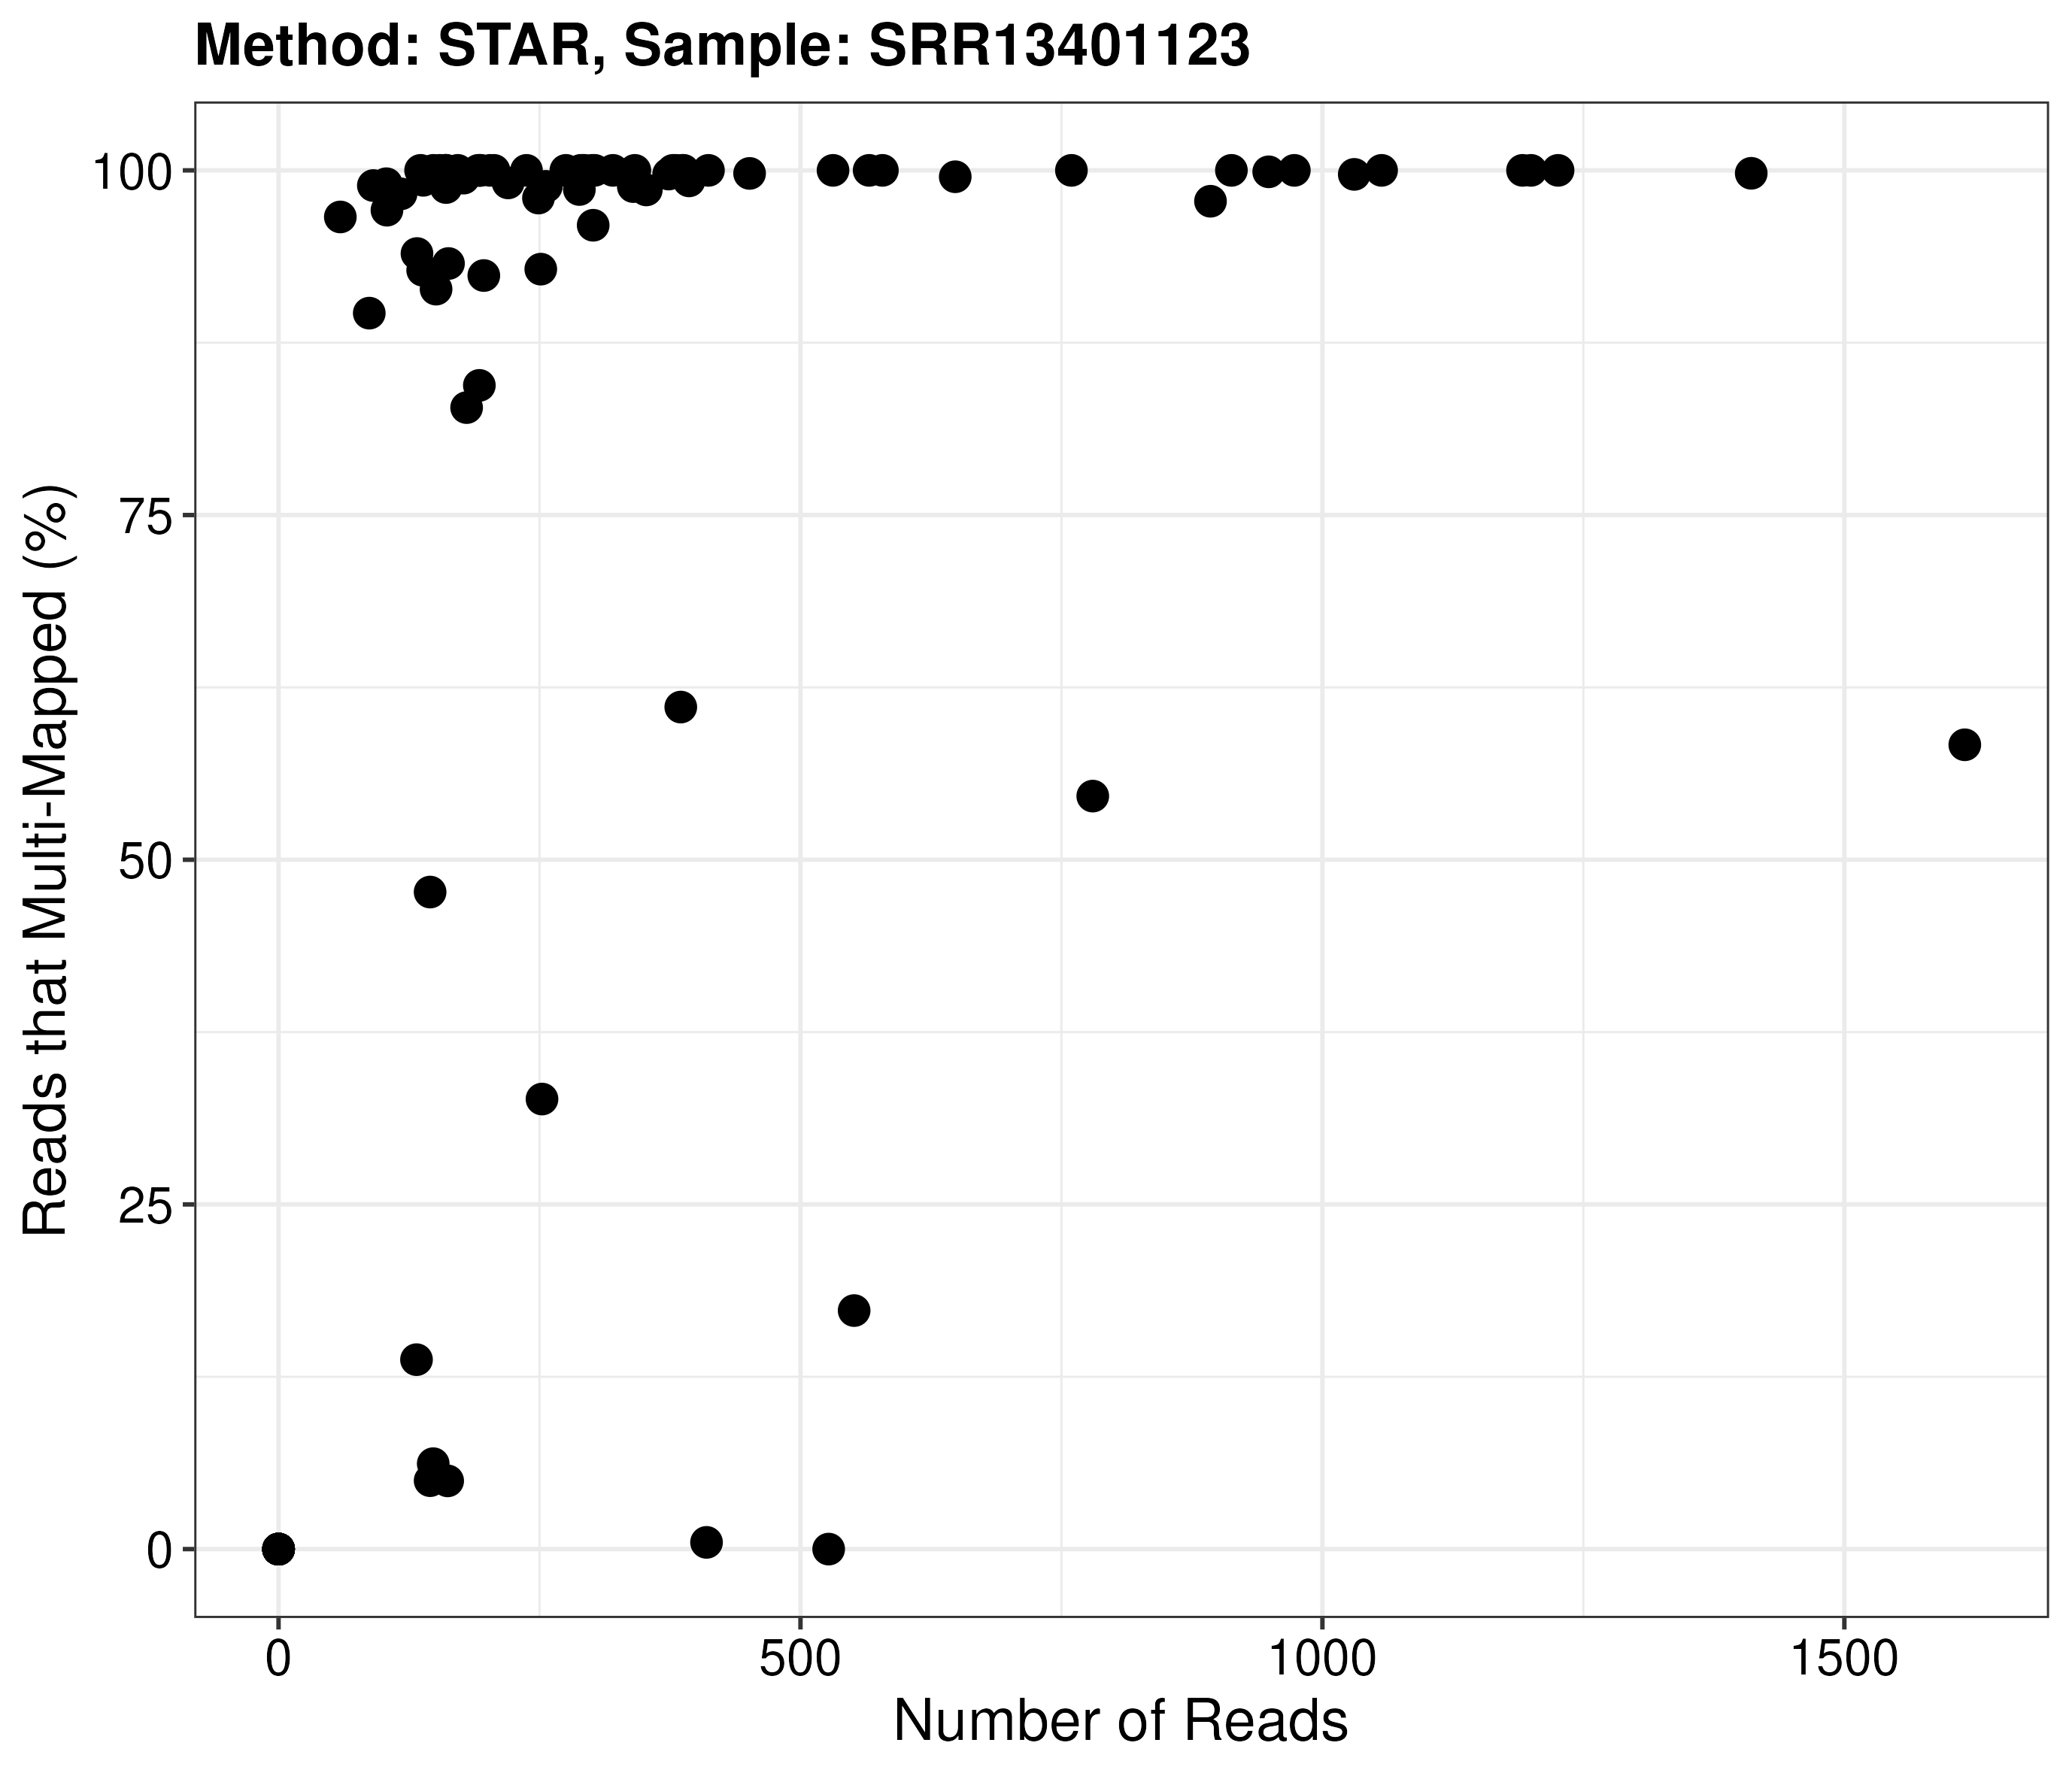 Method: STAR, Sample: SRR13401123
Reads that Multi-Mapped (%)
100
75
50
25
0
0 500 1000 1500
Number of Reads